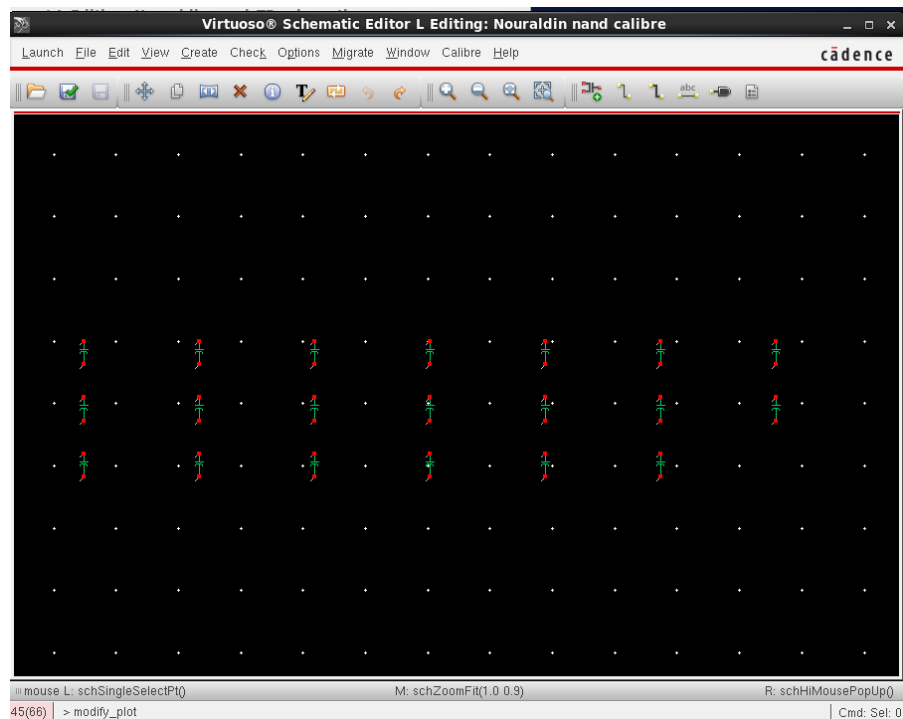 Virtuoso® Schematic Editor L Editing: Nouraldin nand calibre
Launch File Edit View Create Check Options Migrate Window Calibre Help cādence
abc
mouse L: schSingleSelectPt() M: schZoomFit(1.0 0.9) R: schHiMousePopUp()
45(66) > modify_plot Cmd: Sel: 0